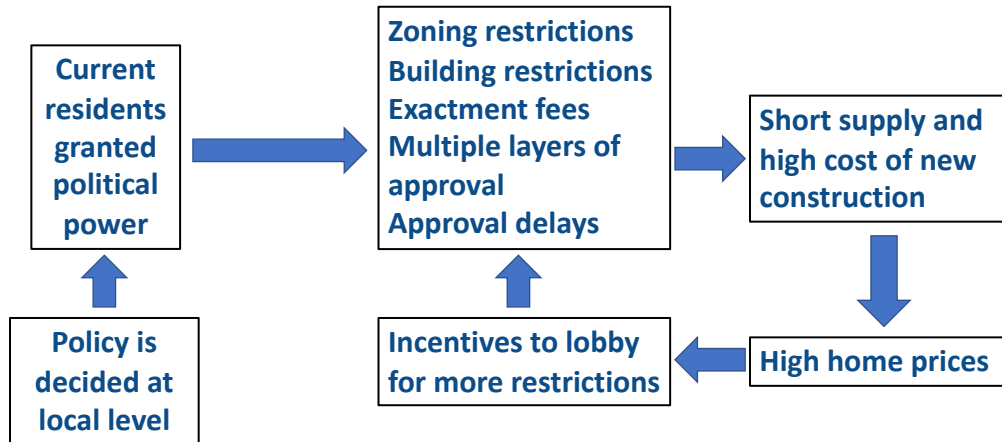 Current
residents
granted
political
power
Zoning restrictions
Building restrictions
Exactment fees
Multiple layers of
approval
Approval delays
Short supply and
high cost of new
construction
Policy is
decided at
local level
Incentives to lobby
for more restrictions
High home prices